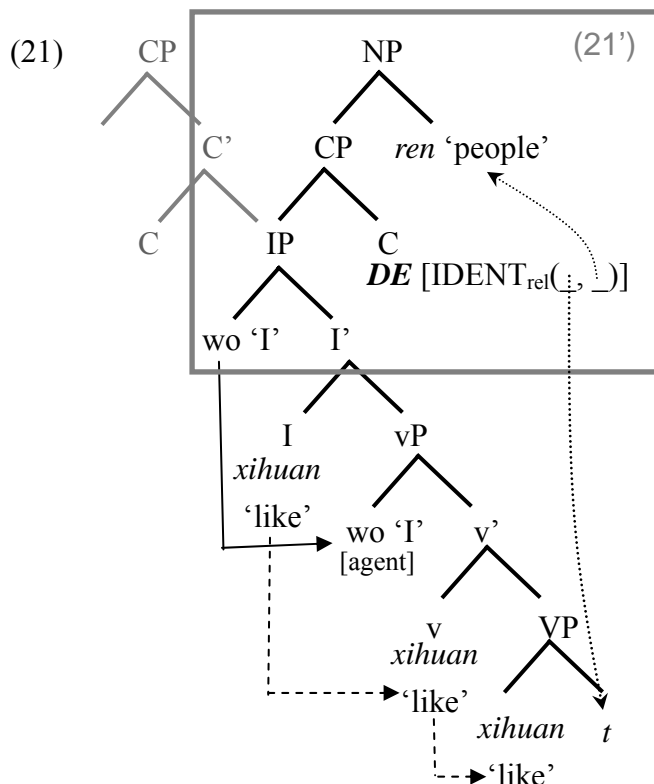 (21) CP NP (21')
C' CP ren ‘people’
C IP C
DE [IDENTrel(_, _)]
wo ‘I’ I’
I vP
xihuan
‘like’ wo ‘I’ v’
[agent]
v VP
xihuan
‘like’ xihuan t
‘like’